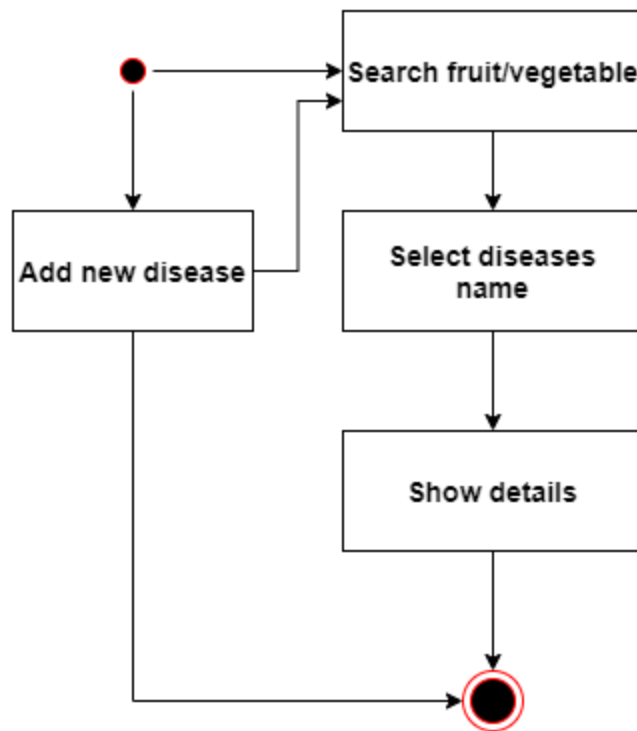 Search fruit/vegetable
Add new disease
Select diseases
name
Show details